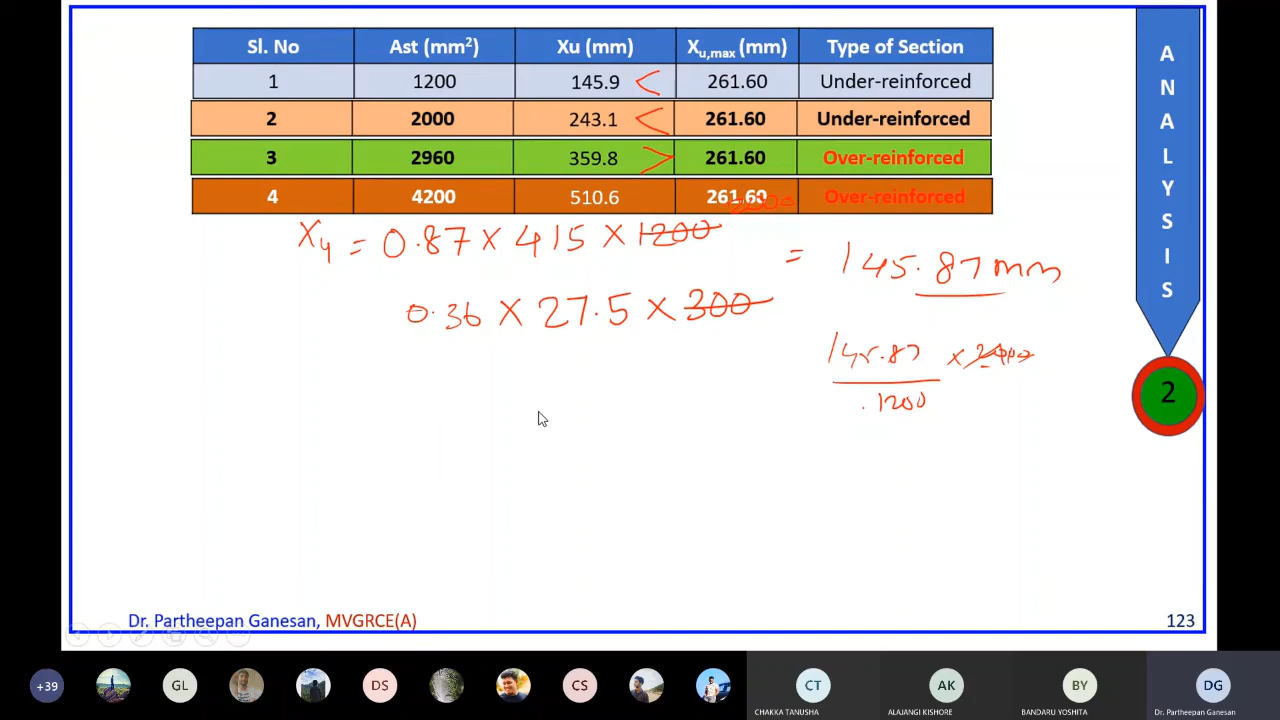 Sl. No Ast (mm²) Xu (mm) Xu,max (mm) Type of Section
1 1200 145.9 < 261.60 Under-reinforced
2 2000 243.1 < 261.60 Under-reinforced
3 2960 359.8 > 261.60 Over-reinforced
4 4200 510.6 261.60 Over-reinforced
2000
Xu = 0.87 × 415 × 1200
= 145.87mm
0.36 × 27.5 × 300
145.87 ×
1200
A
N
A
L
Y
S
I
S
2
Dr. Partheepan Ganesan, MVGRCE(A)
123
+39 GL DS CS CT AK BY DG
CHAKKA TANUSHA ALAJANGI KISHORE BANDARU YOSHITA Dr. Partheepan Ganesan